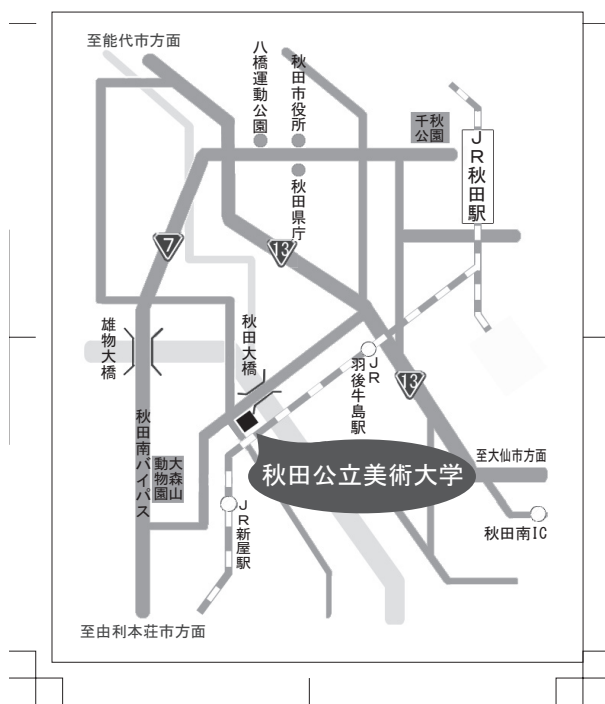 至能代市方面
八橋運動公園
秋田市役所
千秋
公園
JR秋田駅
秋田県庁
7
13
雄物大橋
秋田大橋
JR
羽後牛島駅
13
秋田南バイパス
大森山
動物園
秋田公立美術大学
至大仙市方面
JR新屋駅
秋田南IC
至由利本荘市方面